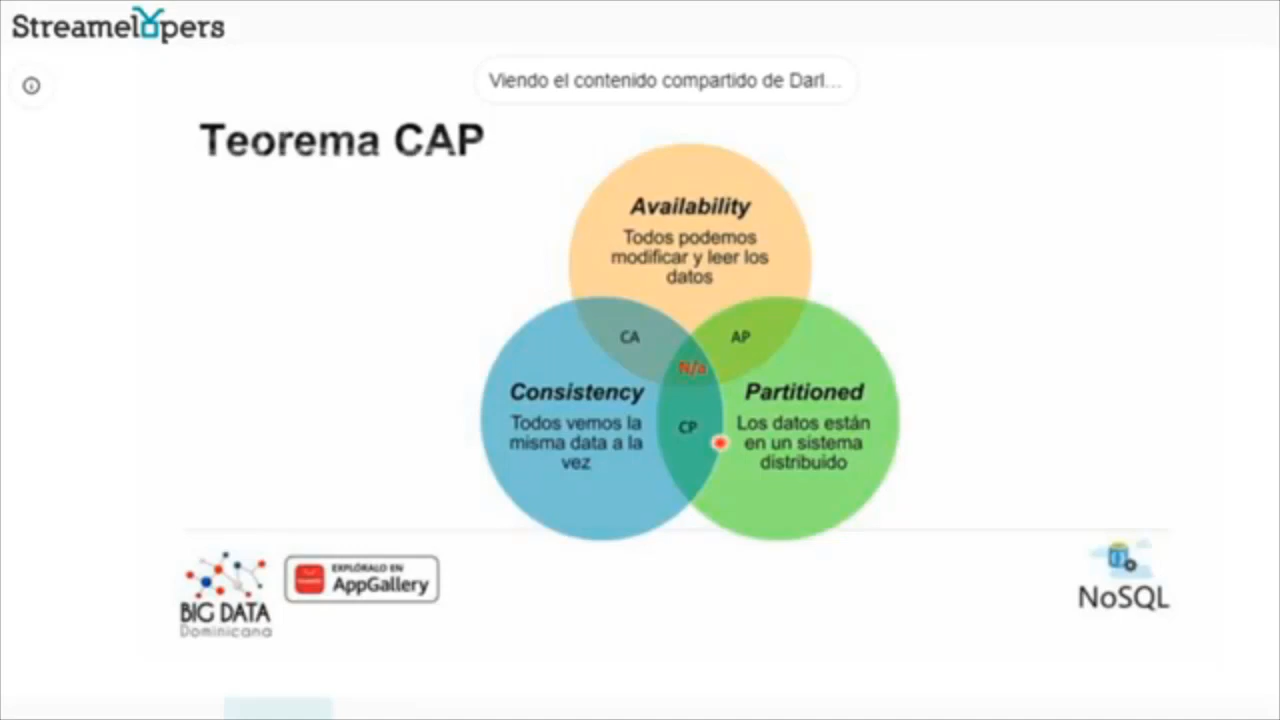 Streamelopers
Viendo el contenido compartido de Darl...
Teorema CAP
Availability
Todos podemos
modificar y leer los
datos
CA
AP
N/a
Consistency
Todos vemos la
misma data a la
vez
CP
Partitioned
Los datos están
en un sistema
distribuido
BIG DATA
Dominicana
EXPLÓRALO EN
AppGallery
NoSQL